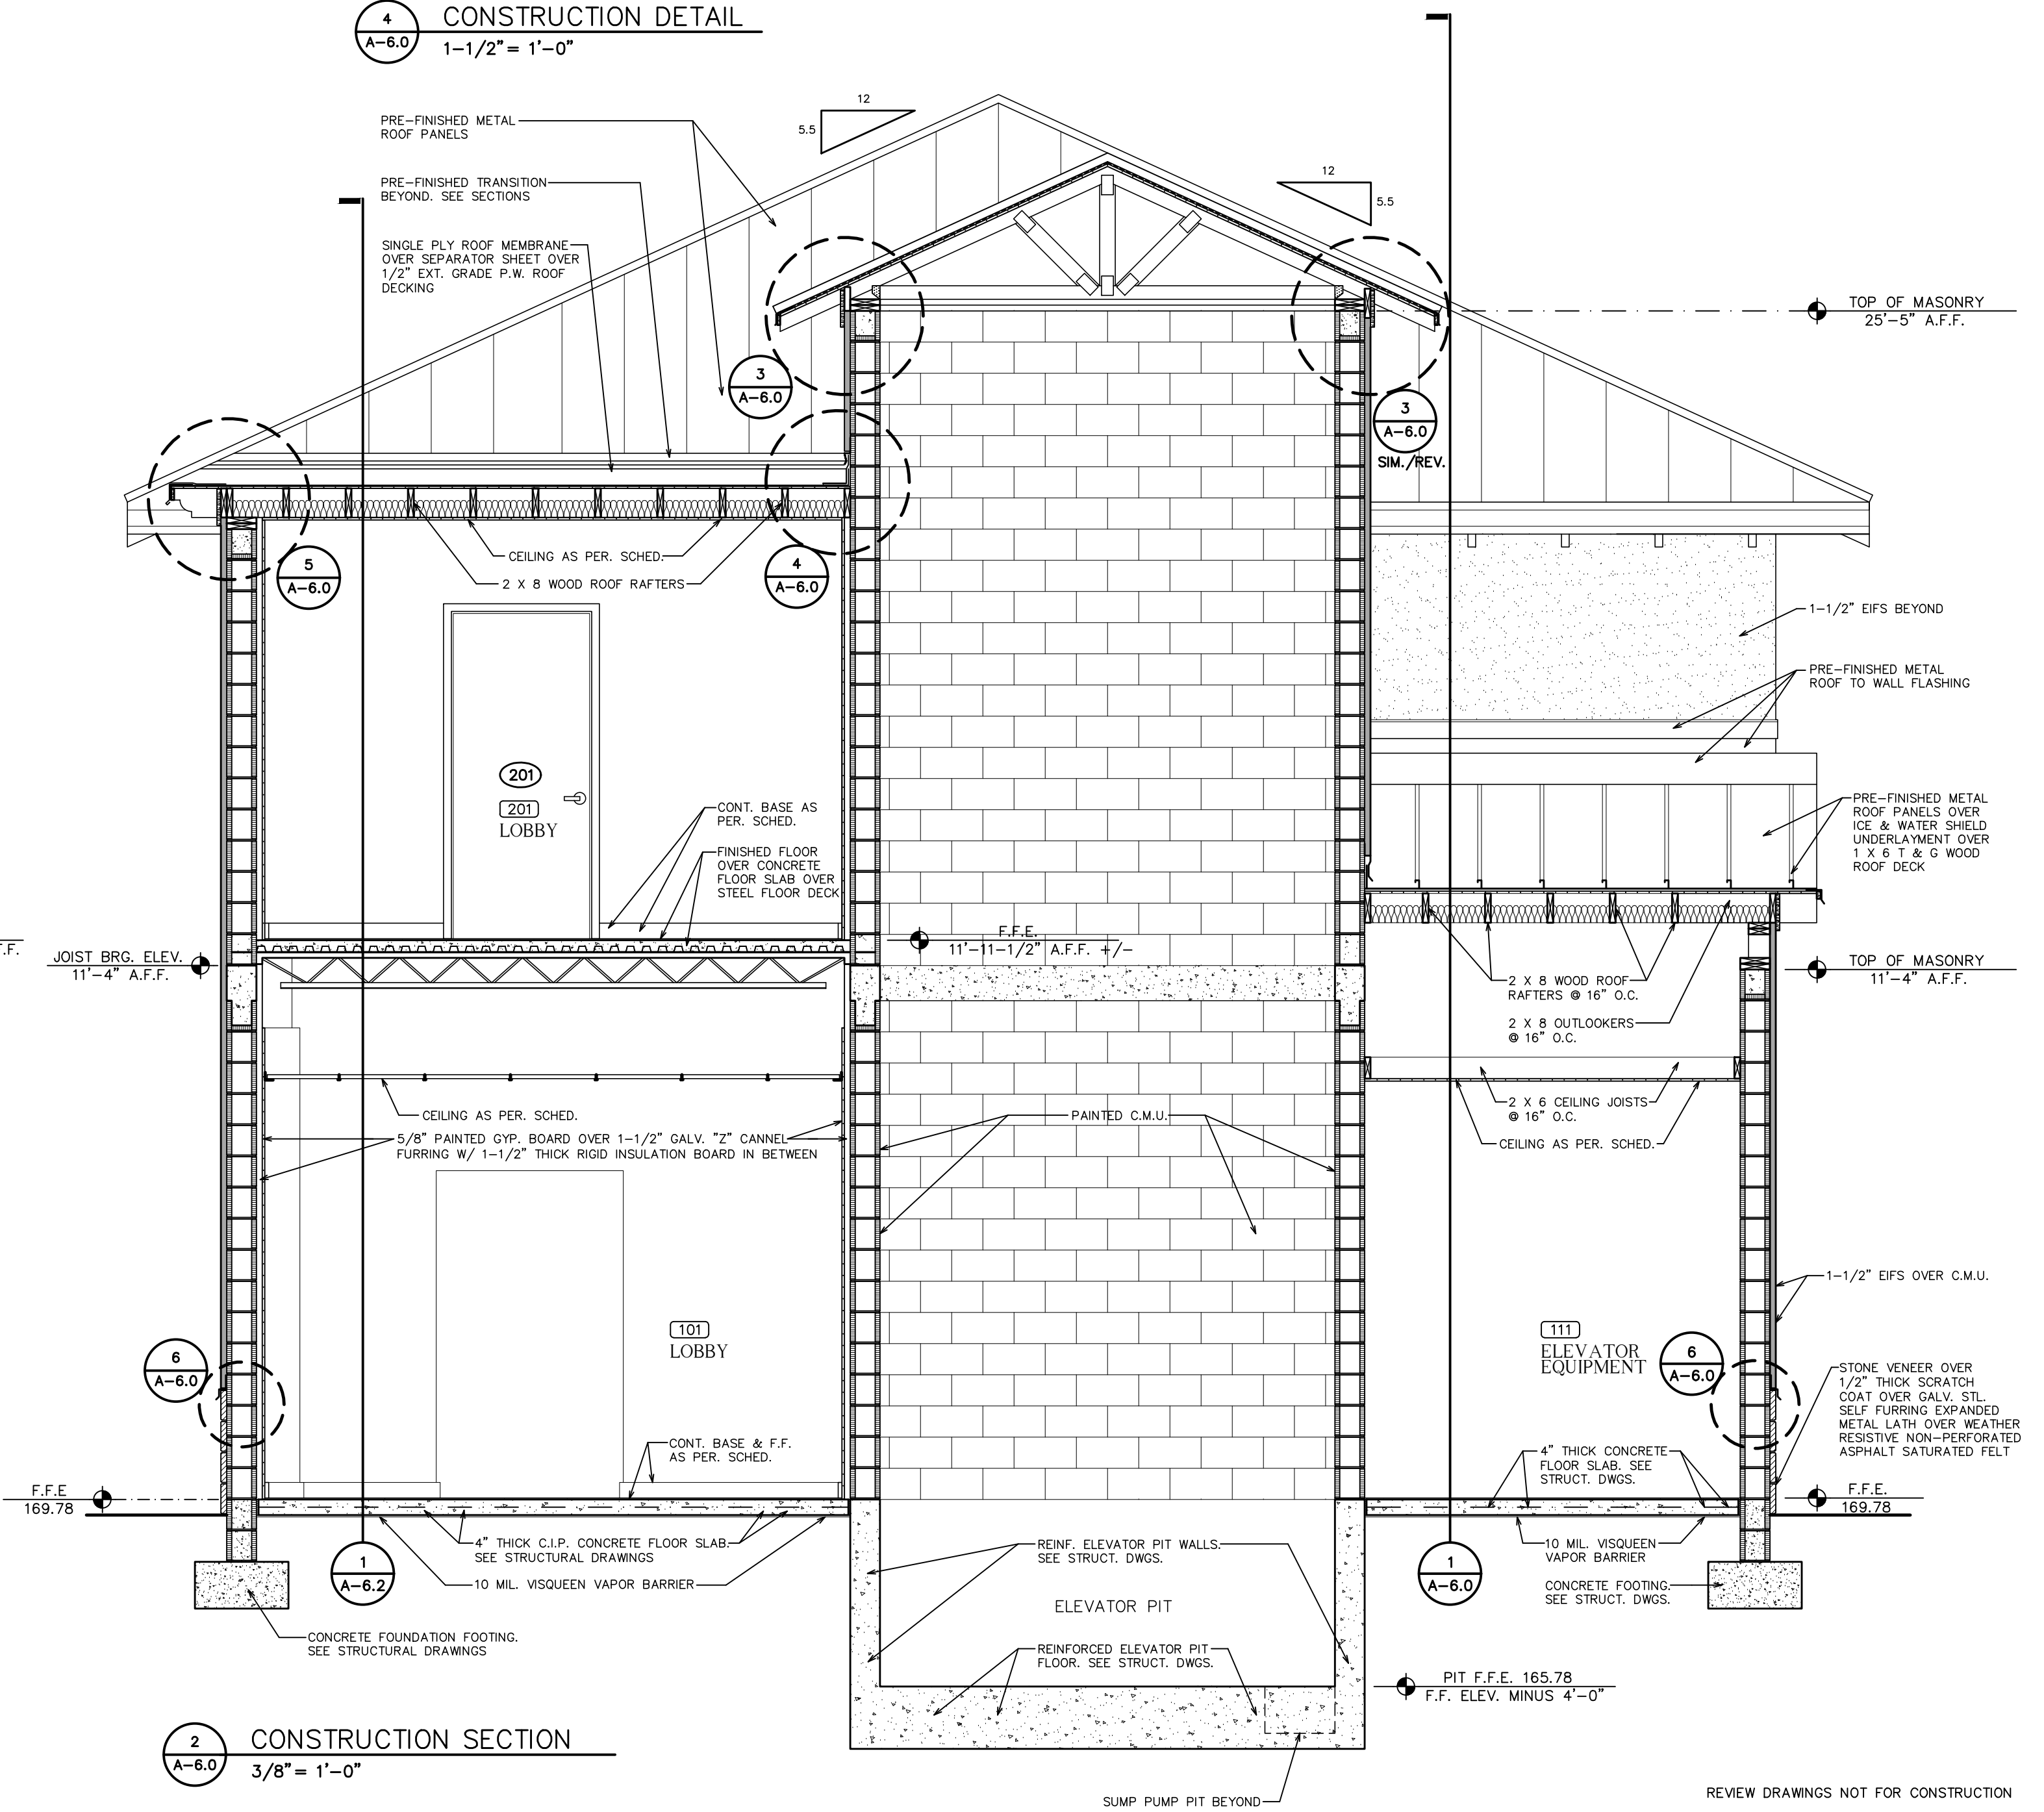 4
A-6.0
CONSTRUCTION DETAIL
1-1/2"= 1'-0"
PRE-FINISHED METAL
ROOF PANELS
PRE-FINISHED TRANSITION
BEYOND. SEE SECTIONS
SINGLE PLY ROOF MEMBRANE
OVER SEPARATOR SHEET OVER
1/2" EXT. GRADE P.W. ROOF
DECKING
12
5.5
12
5.5
TOP OF MASONRY
25'-5" A.F.F.
3
A-6.0
3
A-6.0
SIM./REV.
5
A-6.0
4
A-6.0
CEILING AS PER. SCHED.
2 X 8 WOOD ROOF RAFTERS
1-1/2" EIFS BEYOND
PRE-FINISHED METAL
ROOF TO WALL FLASHING
201
201
LOBBY
CONT. BASE AS
PER. SCHED.
FINISHED FLOOR
OVER CONCRETE
FLOOR SLAB OVER
STEEL FLOOR DECK
PRE-FINISHED METAL
ROOF PANELS OVER
ICE & WATER SHIELD
UNDERLAYMENT OVER
1 X 6 T & G WOOD
ROOF DECK
F.F.
JOIST BRG. ELEV.
11'-4" A.F.F.
F.F.E.
11'-11-1/2" A.F.F. +/-
TOP OF MASONRY
11'-4" A.F.F.
2 X 8 WOOD ROOF
RAFTERS @ 16" O.C.
2 X 8 OUTLOOKERS
@ 16" O.C.
2 X 6 CEILING JOISTS
@ 16" O.C.
CEILING AS PER. SCHED.
CEILING AS PER. SCHED.
PAINTED C.M.U.
5/8" PAINTED GYP. BOARD OVER 1-1/2" GALV. "Z" CANNEL
FURRING W/ 1-1/2" THICK RIGID INSULATION BOARD IN BETWEEN
1-1/2" EIFS OVER C.M.U.
101
LOBBY
111
ELEVATOR
EQUIPMENT
6
A-6.0
6
A-6.0
STONE VENEER OVER
1/2" THICK SCRATCH
COAT OVER GALV. STL.
SELF FURRING EXPANDED
METAL LATH OVER WEATHER
RESISTIVE NON-PERFORATED
ASPHALT SATURATED FELT
CONT. BASE & F.F.
AS PER. SCHED.
4" THICK CONCRETE
FLOOR SLAB. SEE
STRUCT. DWGS.
F.F.E
169.78
F.F.E.
169.78
4" THICK C.I.P. CONCRETE FLOOR SLAB.
SEE STRUCTURAL DRAWINGS
10 MIL. VISQUEEN VAPOR BARRIER
1
A-6.2
REINF. ELEVATOR PIT WALLS.
SEE STRUCT. DWGS.
1
A-6.0
10 MIL. VISQUEEN
VAPOR BARRIER
CONCRETE FOOTING.
SEE STRUCT. DWGS.
ELEVATOR PIT
CONCRETE FOUNDATION FOOTING.
SEE STRUCTURAL DRAWINGS
REINFORCED ELEVATOR PIT
FLOOR. SEE STRUCT. DWGS.
PIT F.F.E. 165.78
F.F. ELEV. MINUS 4'-0"
2
A-6.0
CONSTRUCTION SECTION
3/8"= 1'-0"
SUMP PUMP PIT BEYOND
REVIEW DRAWINGS NOT FOR CONSTRUCTION